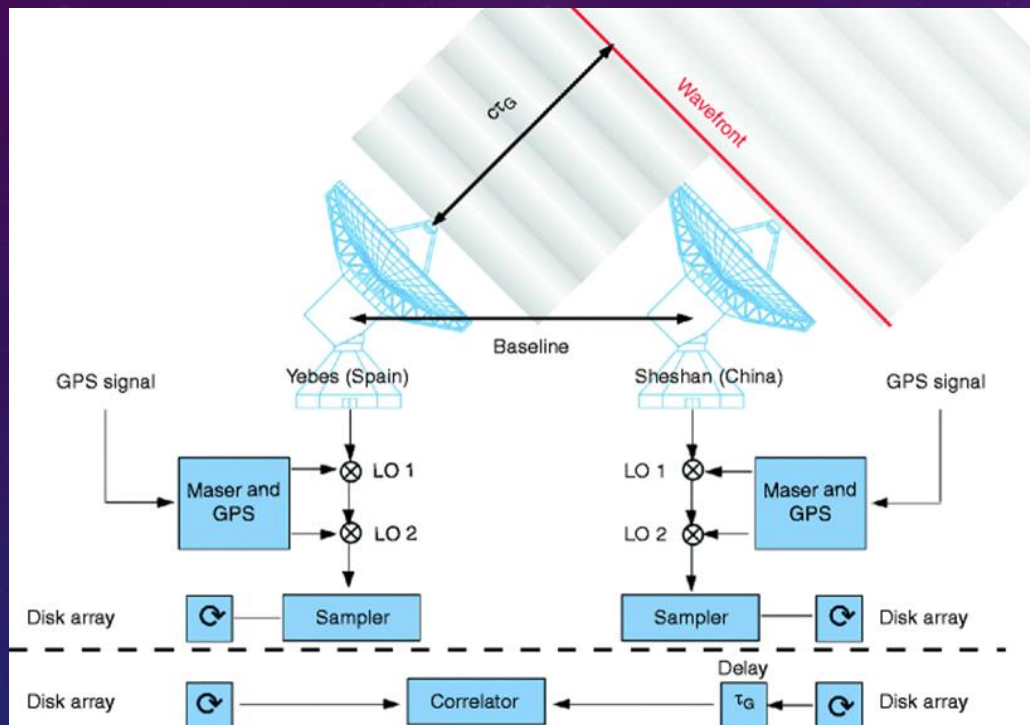 cτG
Wavefront
Baseline
Yebes (Spain)
Sheshan (China)
GPS signal
GPS signal
Maser and
GPS
LO 1
LO 2
LO 1
LO 2
Maser and
GPS
Disk array
Sampler
Sampler
Disk array
Delay
Disk array
Correlator
τG
Disk array